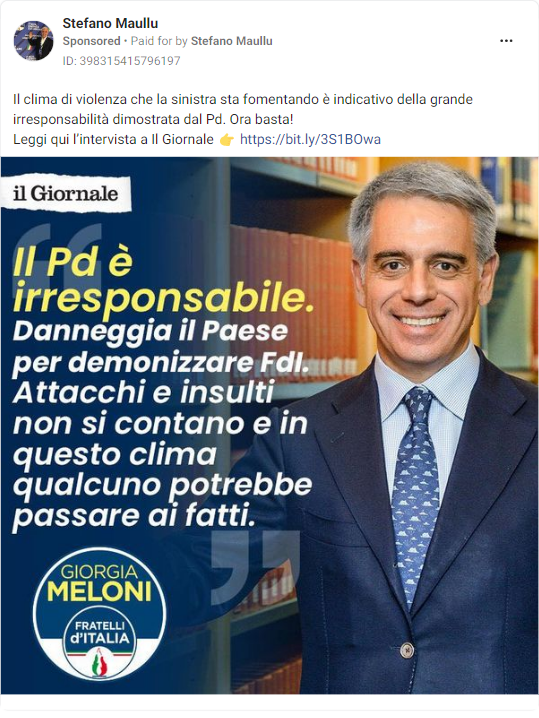 Stefano Maullu
Sponsored • Paid for by Stefano Maullu
ID: 398315415796197
Il clima di violenza che la sinistra sta fomentando è indicativo della grande
irresponsabilità dimostrata dal Pd. Ora basta!
Leggi qui l'intervista a Il Giornale 👉 https://bit.ly/3S1BOwa
il Giornale
Il Pd è
irresponsabile.
Danneggia il Paese
per demonizzare FdI.
Attacchi e insulti
non si contano e in
questo clima
qualcuno potrebbe
passare ai fatti.
GIORGIA
MELONI
FRATELLI
d'ITALIA